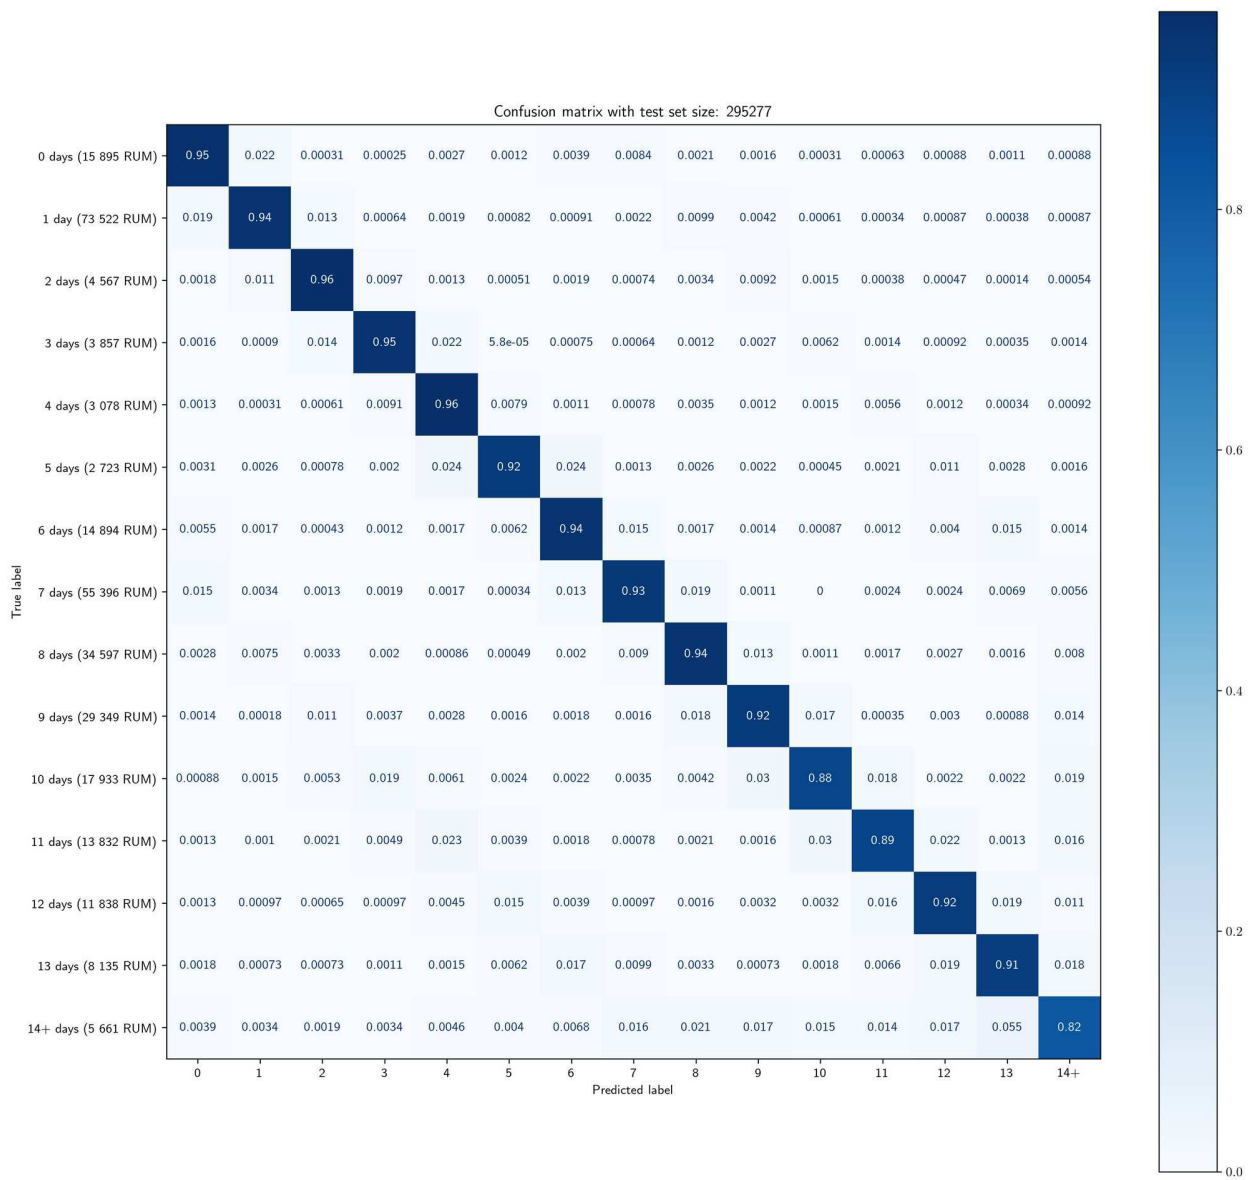 Confusion matrix with test set size: 295277
0 days (15 895 RUM) 0.95 0.022 0.00031 0.00025 0.0027 0.0012 0.0039 0.0084 0.0021 0.0016 0.00031 0.00063 0.00088 0.0011 0.00088
1 day (73 522 RUM) 0.019 0.94 0.013 0.00064 0.0019 0.00082 0.00091 0.0022 0.0099 0.0042 0.00061 0.00034 0.00087 0.00038 0.00087
2 days (4 567 RUM) 0.0018 0.011 0.96 0.0097 0.0013 0.00051 0.0019 0.00074 0.0034 0.0092 0.0015 0.00038 0.00047 0.00014 0.00054
3 days (3 857 RUM) 0.0016 0.0009 0.014 0.95 0.022 5.8e-05 0.00075 0.00064 0.0012 0.0027 0.0062 0.0014 0.00092 0.00035 0.0014
4 days (3 078 RUM) 0.0013 0.00031 0.00061 0.0091 0.96 0.0079 0.0011 0.00078 0.0035 0.0012 0.0015 0.0056 0.0012 0.00034 0.00092
5 days (2 723 RUM) 0.0031 0.0026 0.00078 0.002 0.024 0.92 0.024 0.0013 0.0026 0.0022 0.00045 0.0021 0.011 0.0028 0.0016
6 days (14 894 RUM) 0.0055 0.0017 0.00043 0.0012 0.0017 0.0062 0.94 0.015 0.0017 0.0014 0.00087 0.0012 0.004 0.015 0.0014
7 days (55 396 RUM) 0.015 0.0034 0.0013 0.0019 0.0017 0.00034 0.013 0.93 0.019 0.0011 0 0.0024 0.0024 0.0069 0.0056
8 days (34 597 RUM) 0.0028 0.0075 0.0033 0.002 0.00086 0.00049 0.002 0.009 0.94 0.013 0.0011 0.0017 0.0027 0.0016 0.008
9 days (29 349 RUM) 0.0014 0.00018 0.011 0.0037 0.0028 0.0016 0.0018 0.0016 0.018 0.92 0.017 0.00035 0.003 0.00088 0.014
10 days (17 933 RUM) 0.00088 0.0015 0.0053 0.019 0.0061 0.0024 0.0022 0.0035 0.0042 0.03 0.88 0.018 0.0022 0.0022 0.019
11 days (13 832 RUM) 0.0013 0.001 0.0021 0.0049 0.023 0.0039 0.0018 0.00078 0.0021 0.0016 0.03 0.89 0.022 0.0013 0.016
12 days (11 838 RUM) 0.0013 0.00097 0.00065 0.00097 0.0045 0.015 0.0039 0.00097 0.0016 0.0032 0.0032 0.016 0.92 0.019 0.011
13 days (8 135 RUM) 0.0018 0.00073 0.00073 0.0011 0.0015 0.0062 0.017 0.0099 0.0033 0.00073 0.0018 0.0066 0.019 0.91 0.018
14+ days (5 661 RUM) 0.0039 0.0034 0.0019 0.0034 0.0046 0.004 0.0068 0.016 0.021 0.017 0.015 0.014 0.017 0.055 0.82
0 1 2 3 4 5 6 7 8 9 10 11 12 13 14+
Predicted label
True label
0.8
0.6
0.4
0.2
0.0